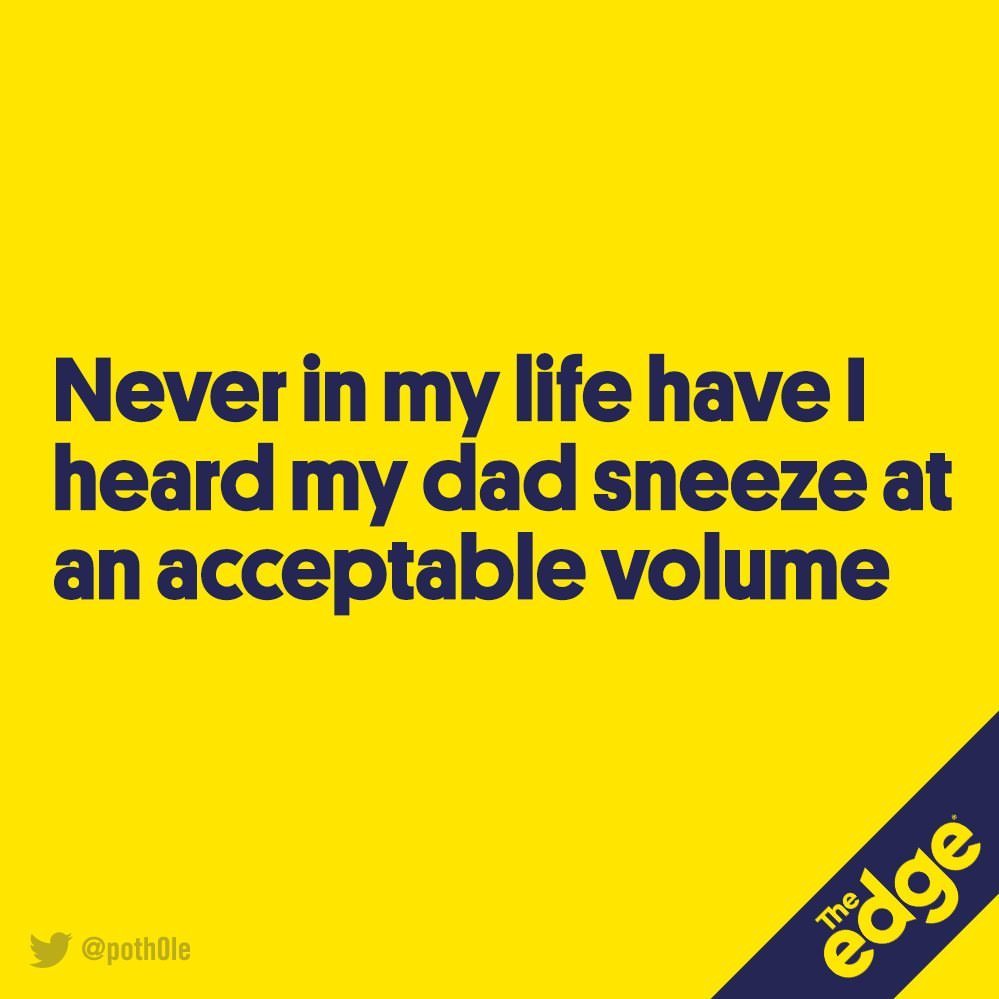 Never in my life have I
heard my dad sneeze at
an acceptable volume
The
edge
@poth0le